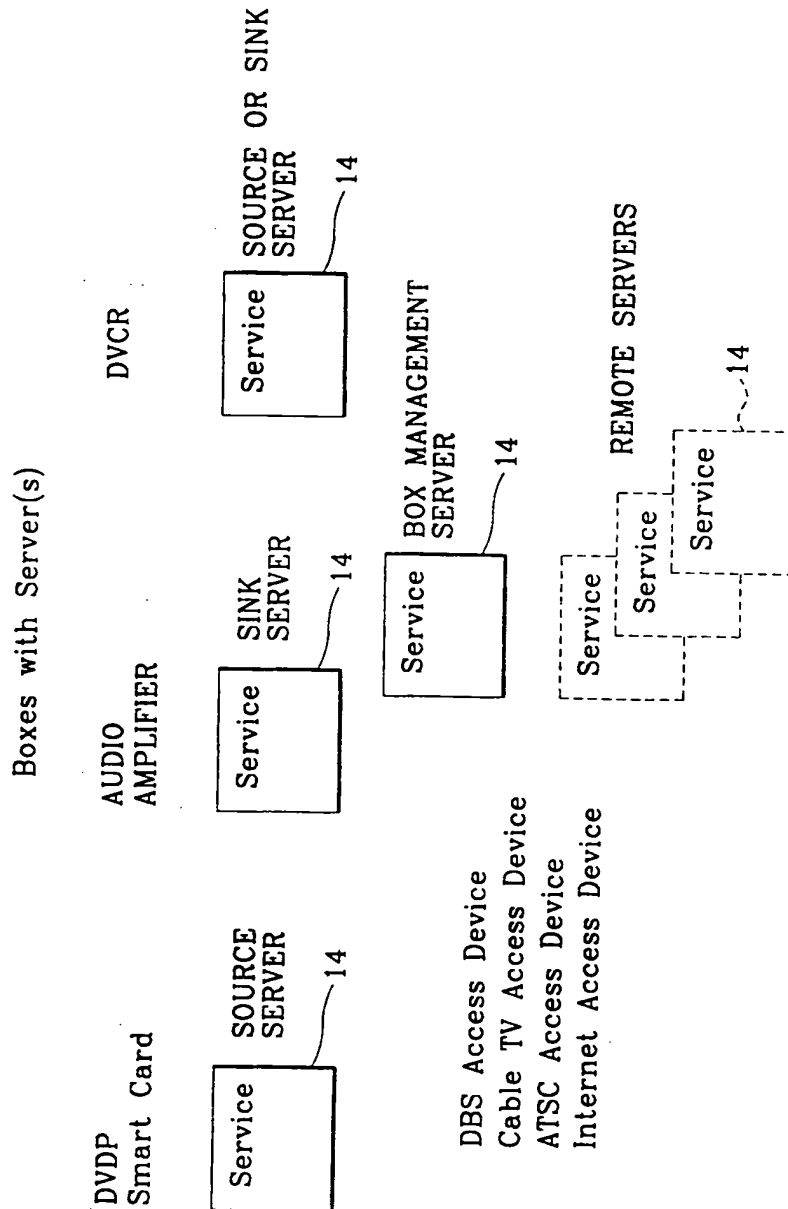 Boxes with Server(s)
DVDP
Smart Card
AUDIO
AMPLIFIER
DVCR
Service
SOURCE
SERVER
14
Service
SINK
SERVER
14
Service
SOURCE OR SINK
SERVER
14
Service
BOX MANAGEMENT
SERVER
14
DBS Access Device
Cable TV Access Device
ATSC Access Device
Internet Access Device
Service
Service
Service
REMOTE SERVERS
14